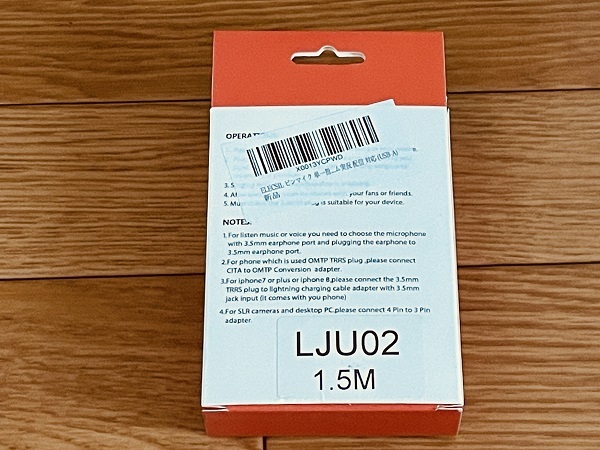 OPERATI
X0013YCPWD
ELECSIL ピンマイク 単一指
対応(USB A)
新品
3. S
4. Af your fans or friends.
5. Mu is suitable for your device.
NOTE:
1.For listen music or voice you need to choose the microphone
with 3.5mm earphone port and plugging the earphone to
3.5mm earphone port.
2.For phone which is used OMTP TRRS plug ,please connect
CITA to OMTP Conversion adapter.
3.For iphone7 or plus or iphone 8,please connect the 3.5mm
TRRS plug to lightning charging cable adapter with 3.5mm
jack input (it comes with you phone)
4.For SLR cameras and desktop PC,please connect 4 Pin to 3 Pin
adapter.
LJU02
1.5M